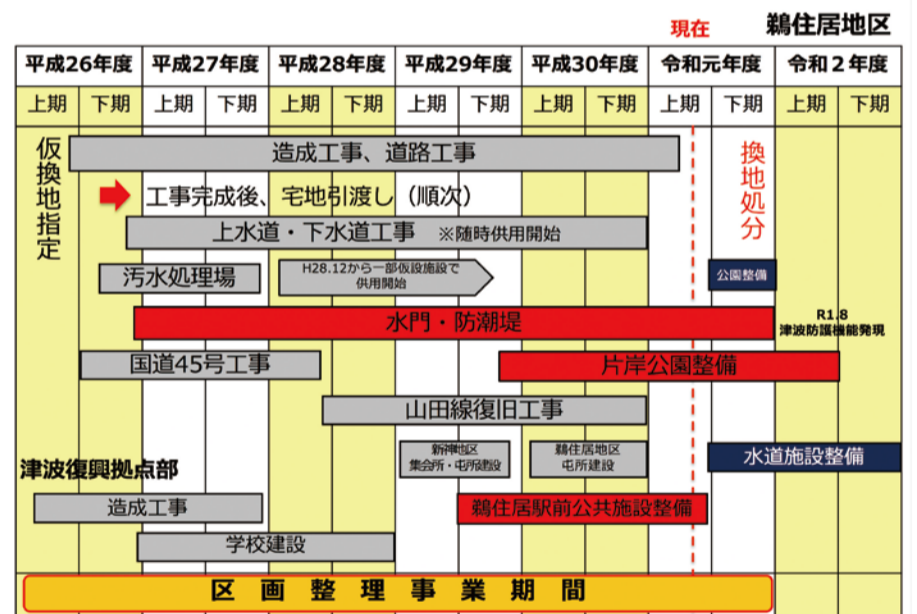 現在
鵜住居地区
平成26年度 平成27年度 平成28年度 平成29年度 平成30年度 令和元年度 令和2年度
上期 下期 上期 下期 上期 下期 上期 下期 上期 下期 上期 下期 上期 下期
仮換地指定
造成工事、道路工事
換地処分
工事完成後、宅地引渡し(順次)
上水道・下水道工事 ※随時供用開始
汚水処理場
H28.12から一部仮設施設で
供用開始
公園整備
水門・防潮堤
R1.8
津波防護機能発現
国道45号工事
片岸公園整備
山田線復旧工事
新神地区
集会所・屯所建設
鵜住居地区
屯所建設
水道施設整備
津波復興拠点部
造成工事
鵜住居駅前公共施設整備
学校建設
区画整理事業期間